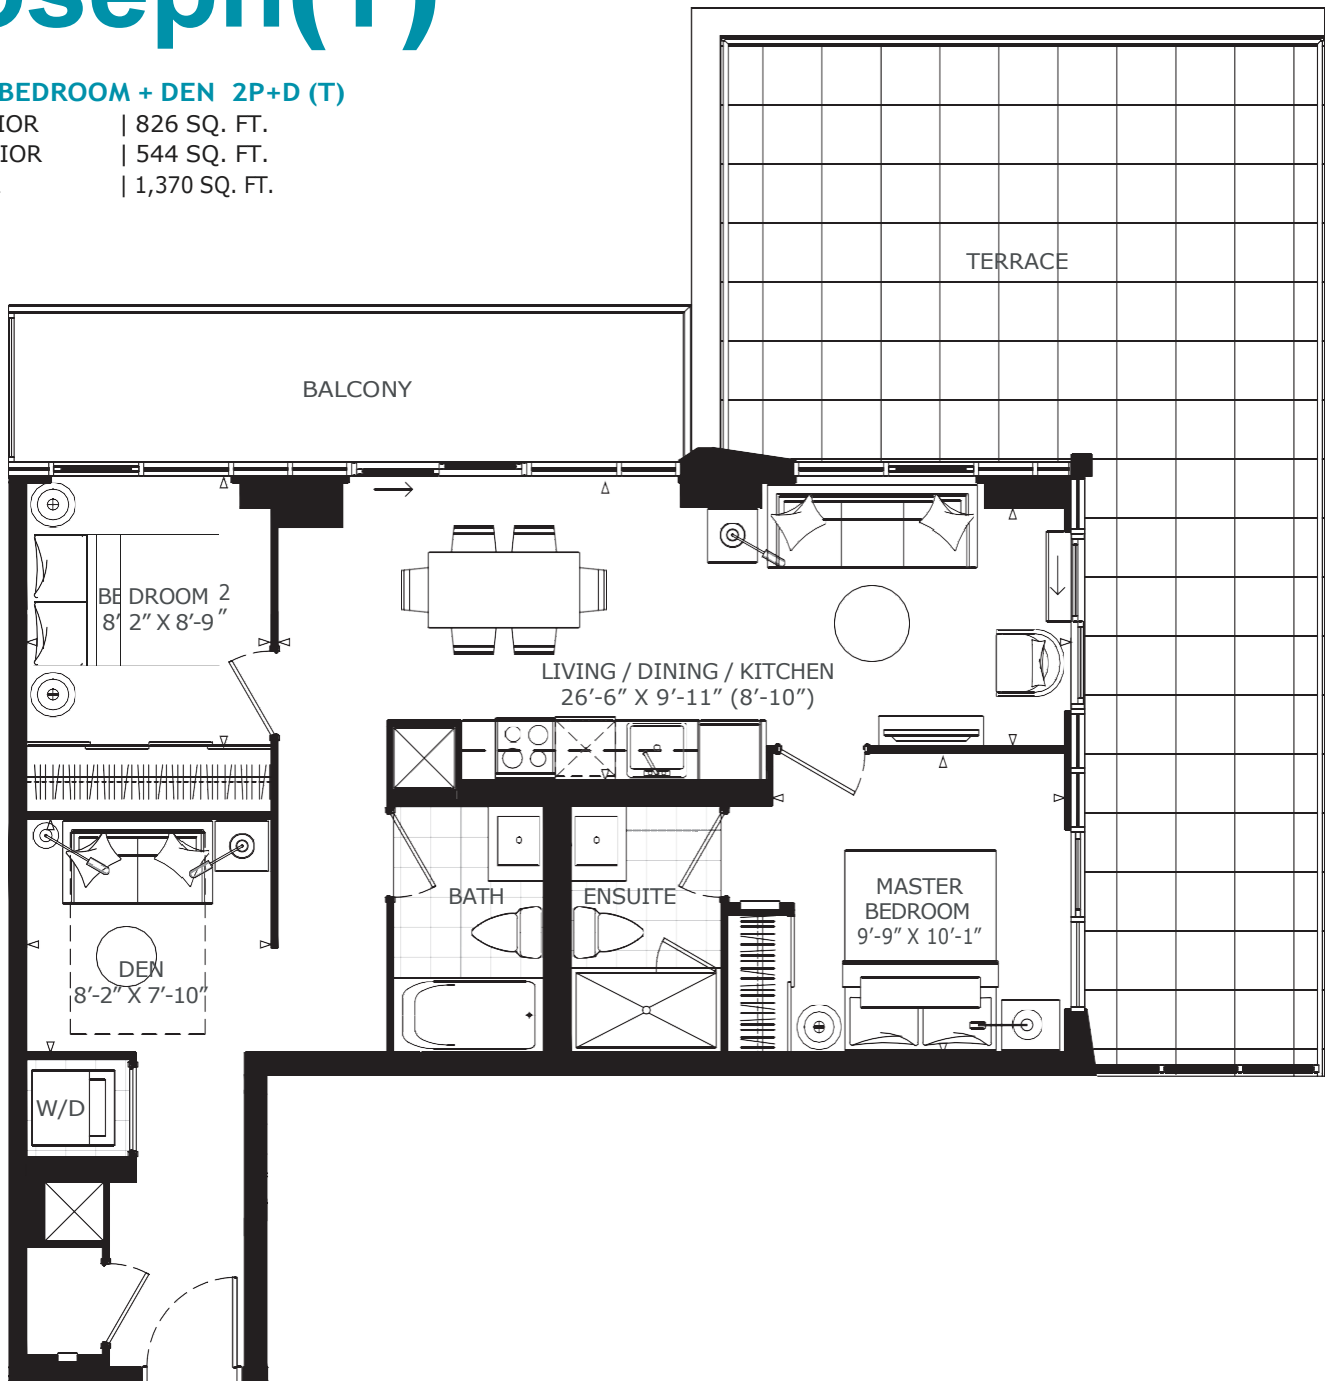 oseph(T)
BEDROOM + DEN 2P+D (T)
IOR | 826 SQ. FT.
IOR | 544 SQ. FT.
| 1,370 SQ. FT.
TERRACE
BALCONY
BEDROOM 2
8' 2" X 8'-9"
LIVING / DINING / KITCHEN
26'-6" X 9'-11" (8'-10")
BATH
ENSUITE
MASTER
BEDROOM
9'-9" X 10'-1"
DEN
8'-2" X 7'-10"
W/D